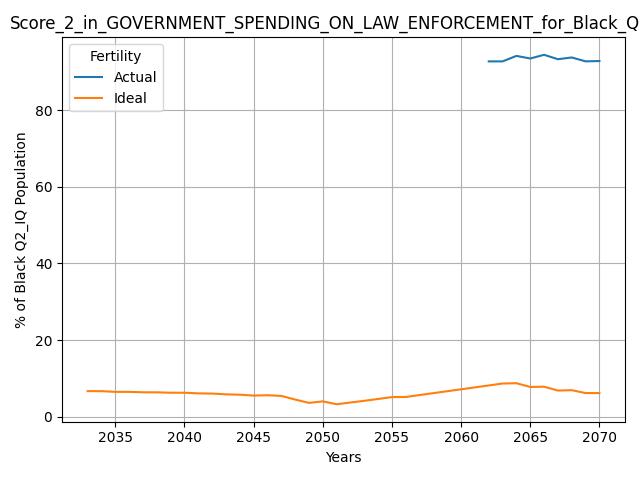 Score_2_in_GOVERNMENT_SPENDING_ON_LAW_ENFORCEMENT_for_Black_Q
Fertility
Actual
Ideal
% of Black Q2_IQ Population
80
60
40
20
0
2035 2040 2045 2050 2055 2060 2065 2070
Years